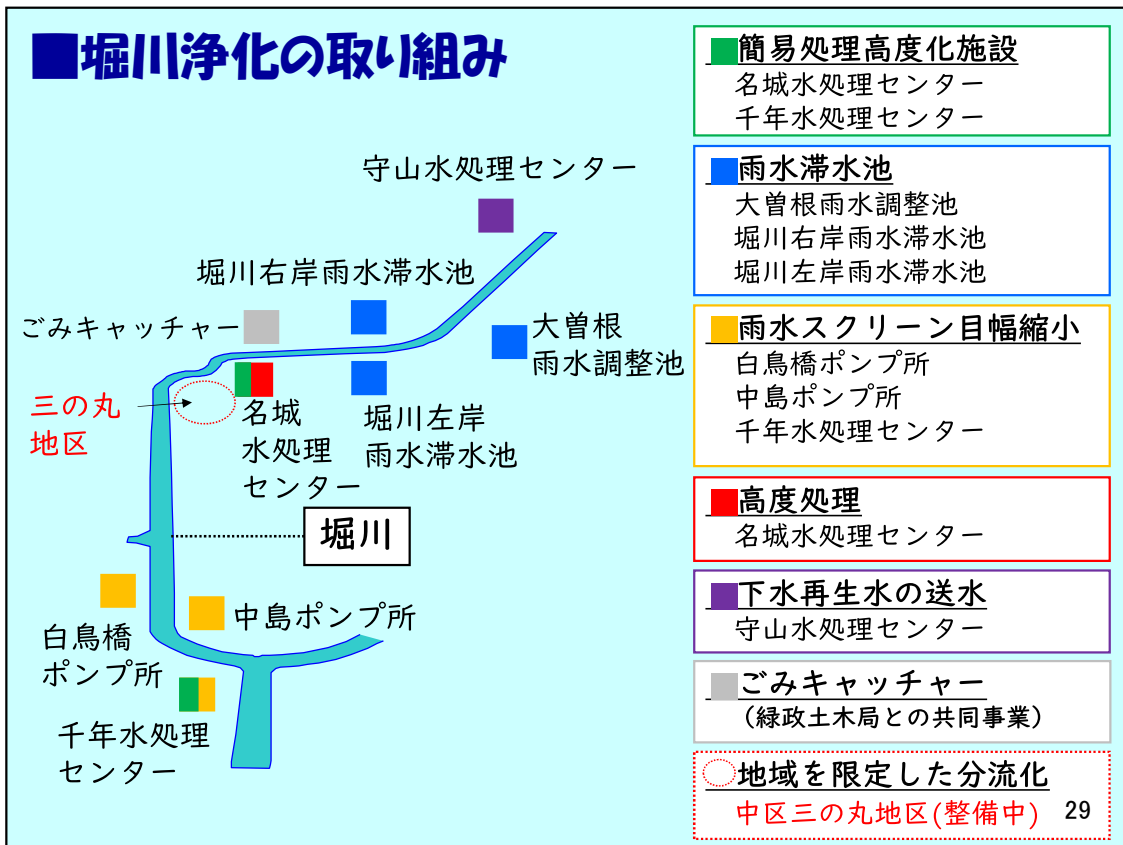 ■堀川浄化の取り組み
守山水処理センター
堀川右岸雨水滞水池
ごみキャッチャー
大曽根
雨水調整池
三の丸
地区
名城
水処理
センター
堀川左岸
雨水滞水池
堀川
中島ポンプ所
白鳥橋
ポンプ所
千年水処理
センター
■簡易処理高度化施設
名城水処理センター
千年水処理センター
■雨水滞水池
大曽根雨水調整池
堀川右岸雨水滞水池
堀川左岸雨水滞水池
■雨水スクリーン目幅縮小
白鳥橋ポンプ所
中島ポンプ所
千年水処理センター
■高度処理
名城水処理センター
■下水再生水の送水
守山水処理センター
■ごみキャッチャー
（緑政土木局との共同事業）
地域を限定した分流化
中区三の丸地区(整備中)
29